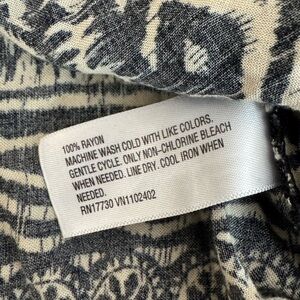 100% RAYON
MACHINE WASH COLD WITH LIKE COLORS.
GENTLE CYCLE. ONLY NON-CHLORINE BLEACH
WHEN NEEDED. LINE DRY. COOL IRON WHEN
NEEDED.
RN17730 VN1102402